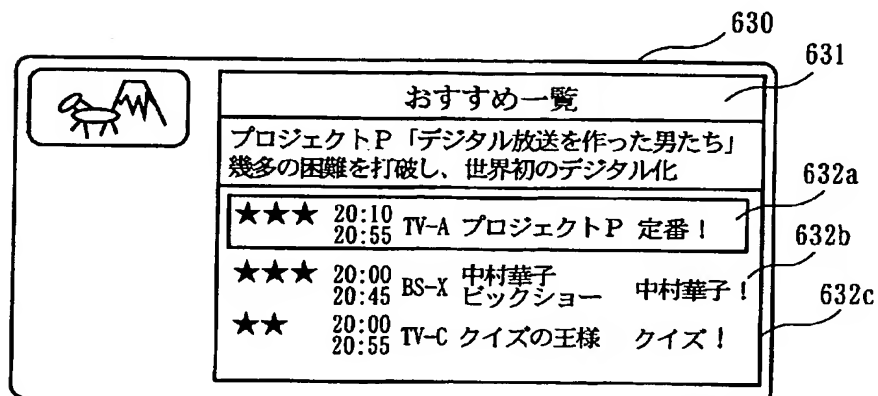 630
631
おすすめ一覧
プロジェクトP「デジタル放送を作った男たち」
幾多の困難を打破し、世界初のデジタル化
632a
★★★ 20:10 TV-A プロジェクトP 定番!
20:55
632b
★★★ 20:00 BS-X 中村華子 中村華子!
20:45 ビックショー
632c
★★ 20:00 TV-C クイズの王様 クイズ!
20:55